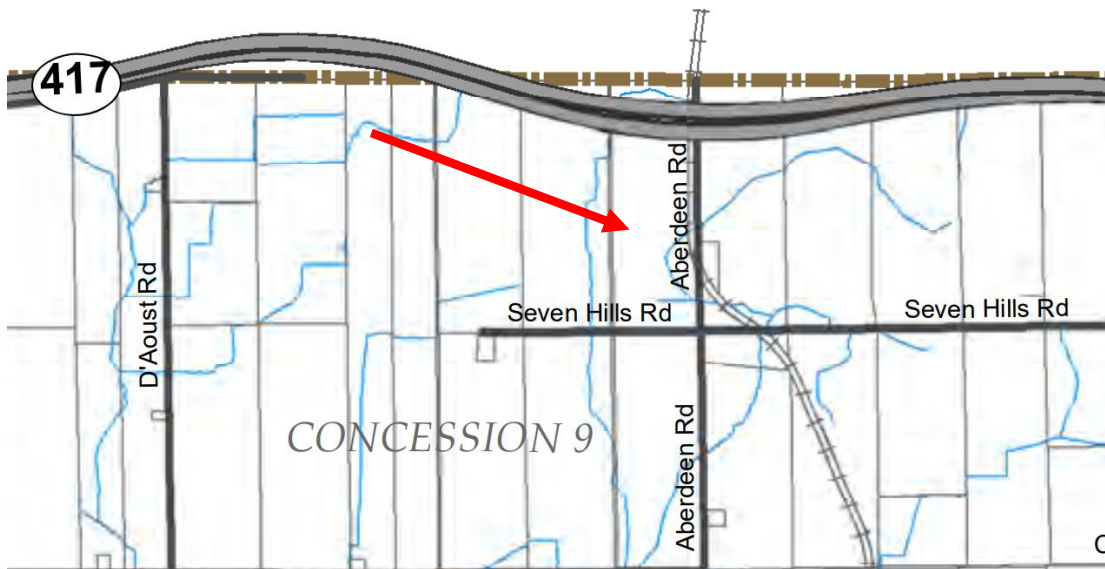 417
Aberdeen Rd
D'Aoust Rd
Seven Hills Rd
Seven Hills Rd
CONCESSION 9
Aberdeen Rd